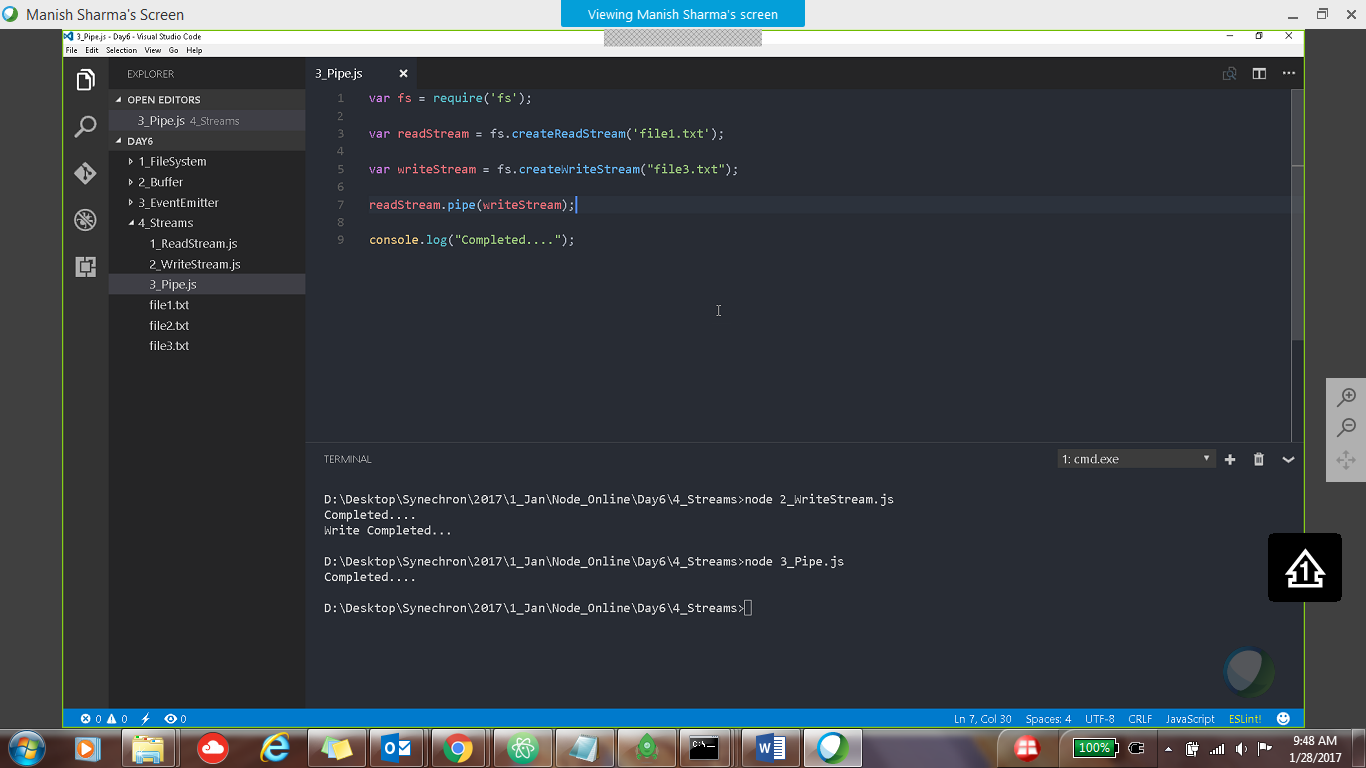 Manish Sharma's Screen
Viewing Manish Sharma's screen
3_Pipe.js - Day6 - Visual Studio Code
File Edit Selection View Go Help
EXPLORER
OPEN EDITORS
3_Pipe.js 4_Streams
DAY6
1_FileSystem
2_Buffer
3_EventEmitter
4_Streams
1_ReadStream.js
2_WriteStream.js
3_Pipe.js
file1.txt
file2.txt
file3.txt
3_Pipe.js
1 var fs = require('fs');
2
3 var readStream = fs.createReadStream('file1.txt');
4
5 var writeStream = fs.createWriteStream("file3.txt");
6
7 readStream.pipe(writeStream);
8
9 console.log("Completed....");
TERMINAL
1: cmd.exe
D:\Desktop\Synechron\2017\1_Jan\Node_Online\Day6\4_Streams>node 2_WriteStream.js
Completed....
Write Completed...
D:\Desktop\Synechron\2017\1_Jan\Node_Online\Day6\4_Streams>node 3_Pipe.js
Completed....
D:\Desktop\Synechron\2017\1_Jan\Node_Online\Day6\4_Streams>
1
0 0 0
Ln 7, Col 30 Spaces: 4 UTF-8 CRLF JavaScript ESLint!
C:\
100%
9:48 AM
1/28/2017